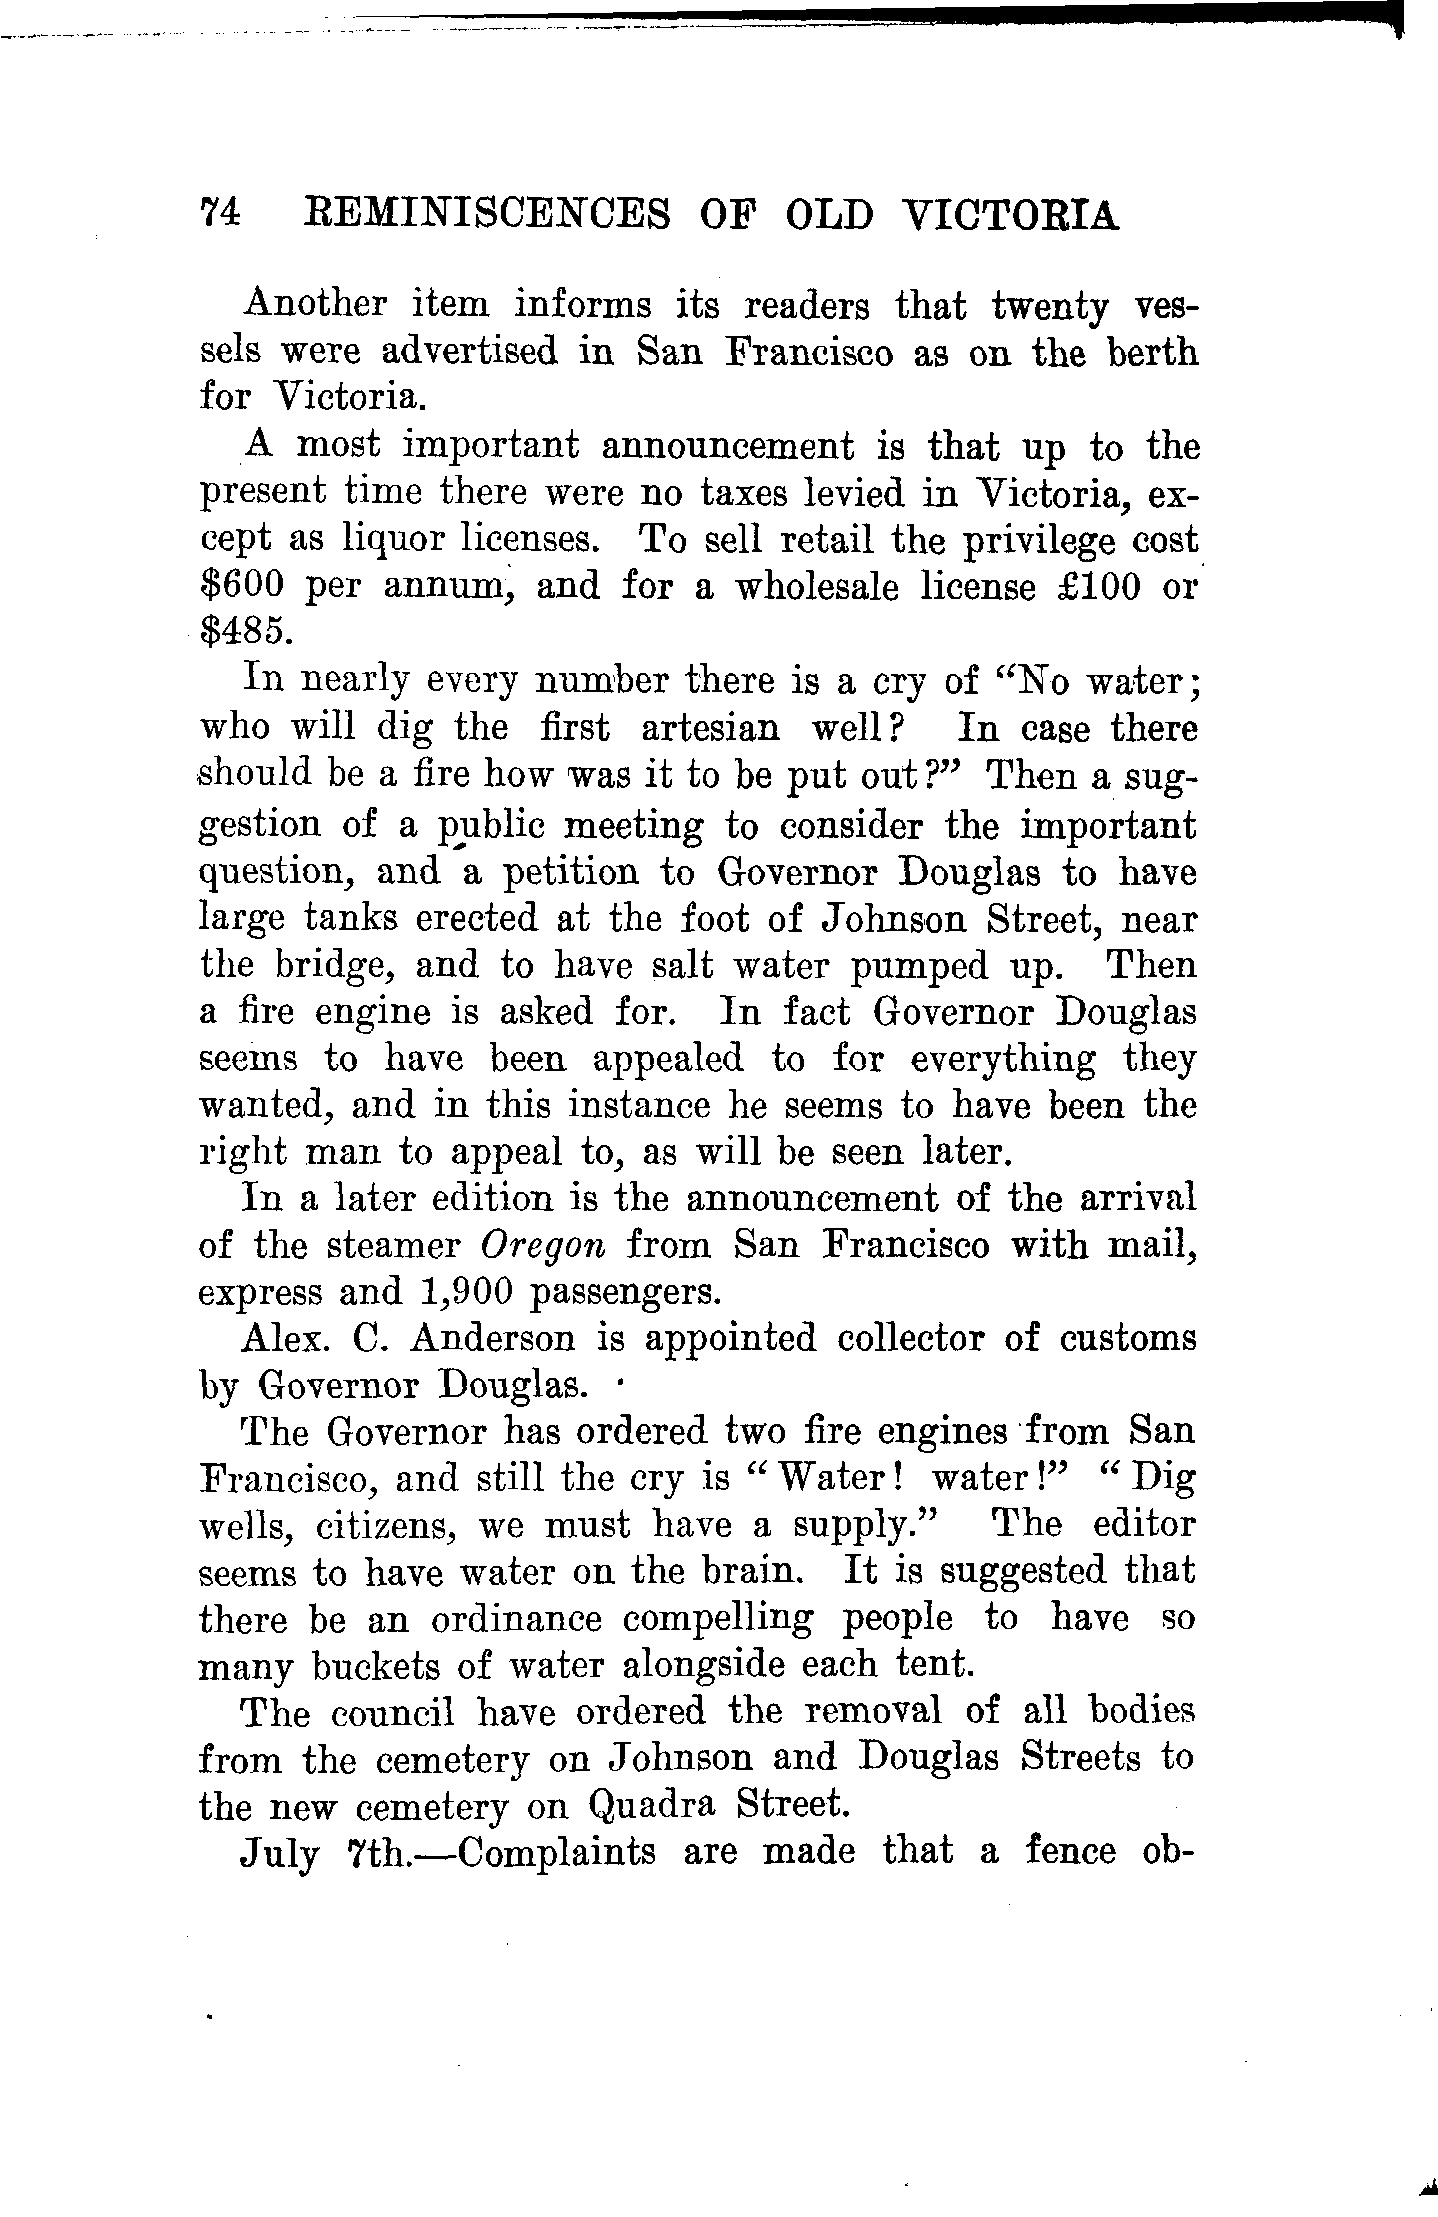 74 REMINISCENCES OF OLD VICTORIA
Another item informs its readers that twenty ves-
sels were advertised in San Francisco as on the berth
for Victoria.
A most important announcement is that up to the
present time there were no taxes levied in Victoria, ex-
cept as liquor licenses. To sell retail the privilege cost
$600 per annum, and for a wholesale license £100 or
$485.
In nearly every number there is a cry of “No water;
who will dig the first artesian well? In case there
should be a fire how was it to be put out?” Then a sug-
gestion of a public meeting to consider the important
question, and a petition to Governor Douglas to have
large tanks erected at the foot of Johnson Street, near
the bridge, and to have salt water pumped up. Then
a fire engine is asked for. In fact Governor Douglas
seems to have been appealed to for everything they
wanted, and in this instance he seems to have been the
right man to appeal to, as will be seen later.
In a later edition is the announcement of the arrival
of the steamer Oregon from San Francisco with mail,
express and 1,900 passengers.
Alex. C. Anderson is appointed collector of customs
by Governor Douglas.
The Governor has ordered two fire engines from San
Francisco, and still the cry is “Water! water!” “Dig
wells, citizens, we must have a supply.” The editor
seems to have water on the brain. It is suggested that
there be an ordinance compelling people to have so
many buckets of water alongside each tent.
The council have ordered the removal of all bodies
from the cemetery on Johnson and Douglas Streets to
the new cemetery on Quadra Street.
July 7th.—Complaints are made that a fence ob-